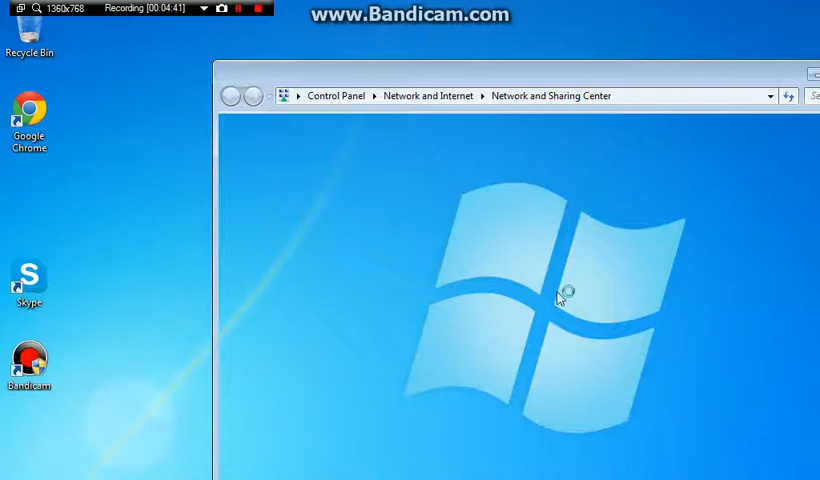 1360x768
Recording [00:04:41]
www.Bandicam.com
Recycle Bin
Control Panel
Network and Internet
Network and Sharing Center
Se
Google
Chrome
S
Skype
Bandicam